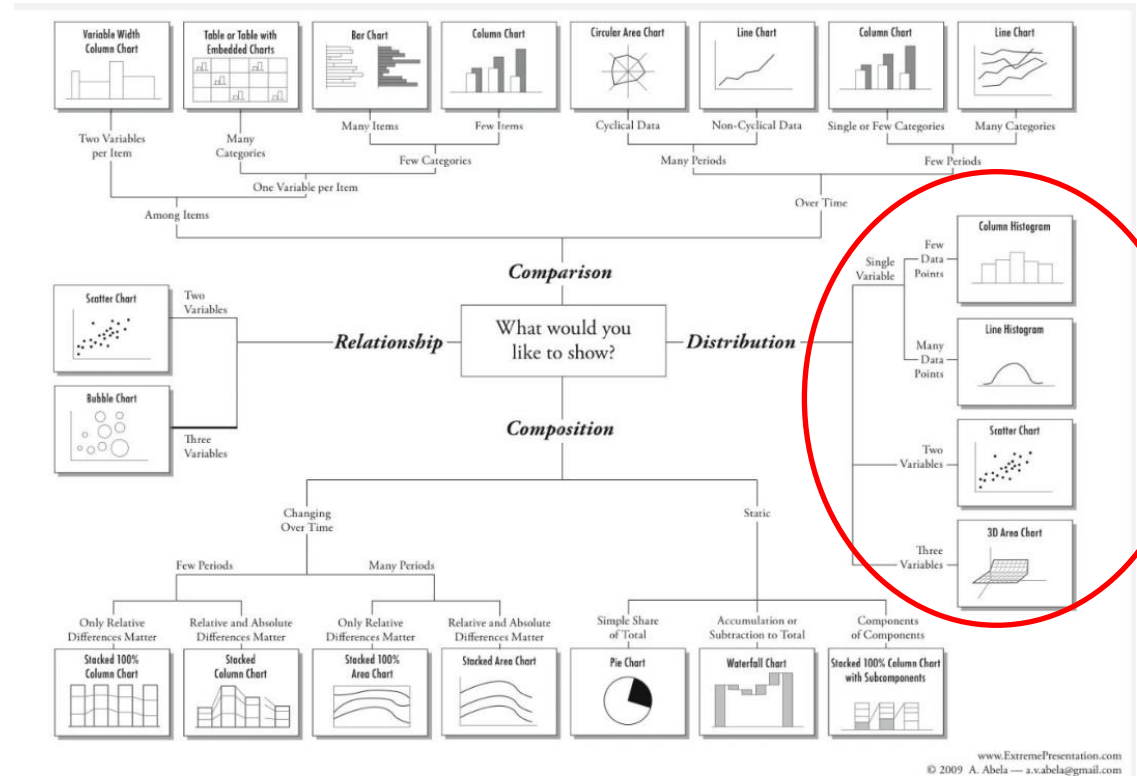 Variable Width
Column Chart
Table or Table with
Embedded Charts
Bar Chart
Column Chart
Circular Area Chart
Line Chart
Column Chart
Line Chart
Two Variables
per Item
Many
Categories
Many Items
Few Items
Cyclical Data
Non-Cyclical Data
Single or Few Categories
Many Categories
Few Categories
Many Periods
Few Periods
One Variable per Item
Among Items
Over Time
Comparison
What would you
like to show?
Relationship
Two
Variables
Scatter Chart
Bubble Chart
Three
Variables
Distribution
Single
Variable
Few
Data
Points
Column Histogram
Many
Data
Points
Line Histogram
Two
Variables
Scatter Chart
Three
Variables
3D Area Chart
Composition
Changing
Over Time
Static
Few Periods
Many Periods
Only Relative
Differences Matter
Relative and Absolute
Differences Matter
Only Relative
Differences Matter
Relative and Absolute
Differences Matter
Simple Share
of Total
Accumulation or
Subtraction to Total
Components
of Components
Stacked 100%
Column Chart
Stacked
Column Chart
Stacked 100%
Area Chart
Stacked Area Chart
Pie Chart
Waterfall Chart
Stacked 100% Column Chart
with Subcomponents
www.ExtremePresentation.com
© 2009 A. Abela — a.v.abela@gmail.com